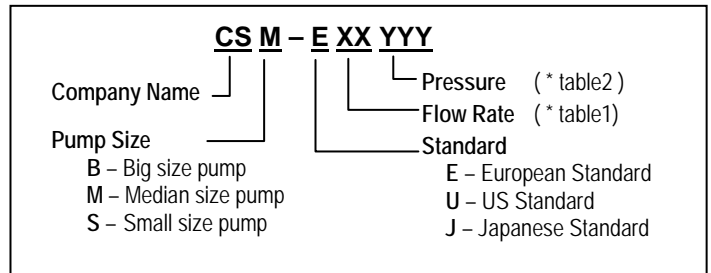 CS M – E XX YYY
Company Name
Pump Size
B – Big size pump
M – Median size pump
S – Small size pump
Pressure ( * table2 )
Flow Rate ( * table1)
Standard
E – European Standard
U – US Standard
J – Japanese Standard